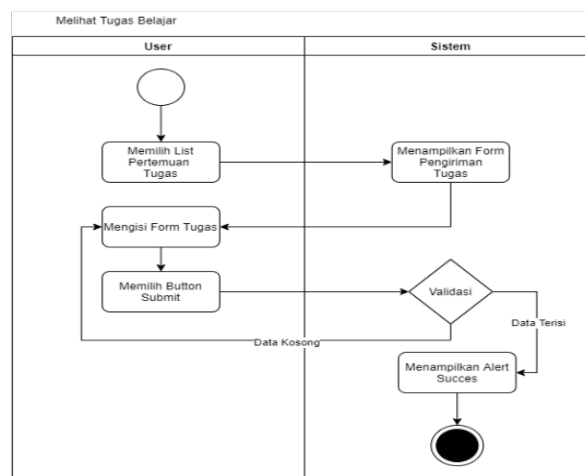 Melihat Tugas Belajar
User
Sistem
Memilih List
Pertemuan
Tugas
Menampilkan Form
Pengiriman
Tugas
Mengisi Form Tugas
Memilih Button
Submit
Validasi
Data Terisi
Data Kosong
Menampilkan Alert
Succes